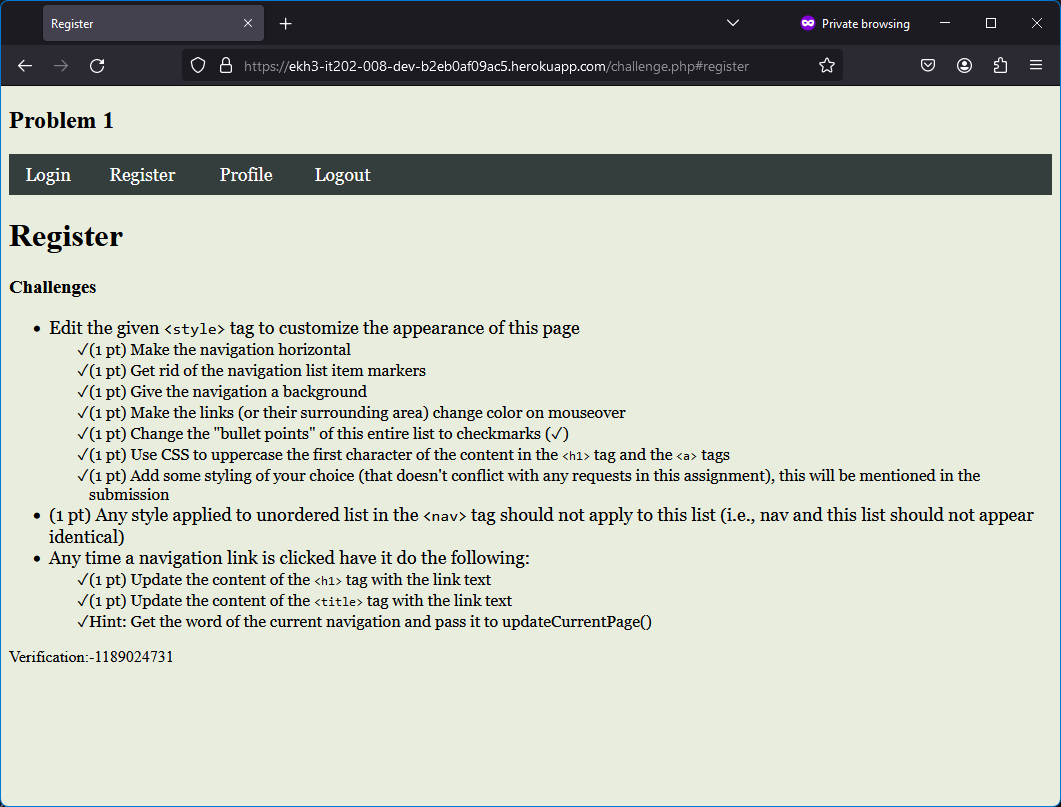 Register
Private browsing
https://ekh3-it202-008-dev-b2eb0af09ac5.herokuapp.com/challenge.php#register
Problem 1
Login Register Profile Logout
Register
Challenges
• Edit the given <style> tag to customize the appearance of this page
✓(1 pt) Make the navigation horizontal
✓(1 pt) Get rid of the navigation list item markers
✓(1 pt) Give the navigation a background
✓(1 pt) Make the links (or their surrounding area) change color on mouseover
✓(1 pt) Change the "bullet points" of this entire list to checkmarks (✓)
✓(1 pt) Use CSS to uppercase the first character of the content in the <h1> tag and the <a> tags
✓(1 pt) Add some styling of your choice (that doesn't conflict with any requests in this assignment), this will be mentioned in the
submission
• (1 pt) Any style applied to unordered list in the <nav> tag should not apply to this list (i.e., nav and this list should not appear
identical)
• Any time a navigation link is clicked have it do the following:
✓(1 pt) Update the content of the <h1> tag with the link text
✓(1 pt) Update the content of the <title> tag with the link text
✓Hint: Get the word of the current navigation and pass it to updateCurrentPage()
Verification:-1189024731